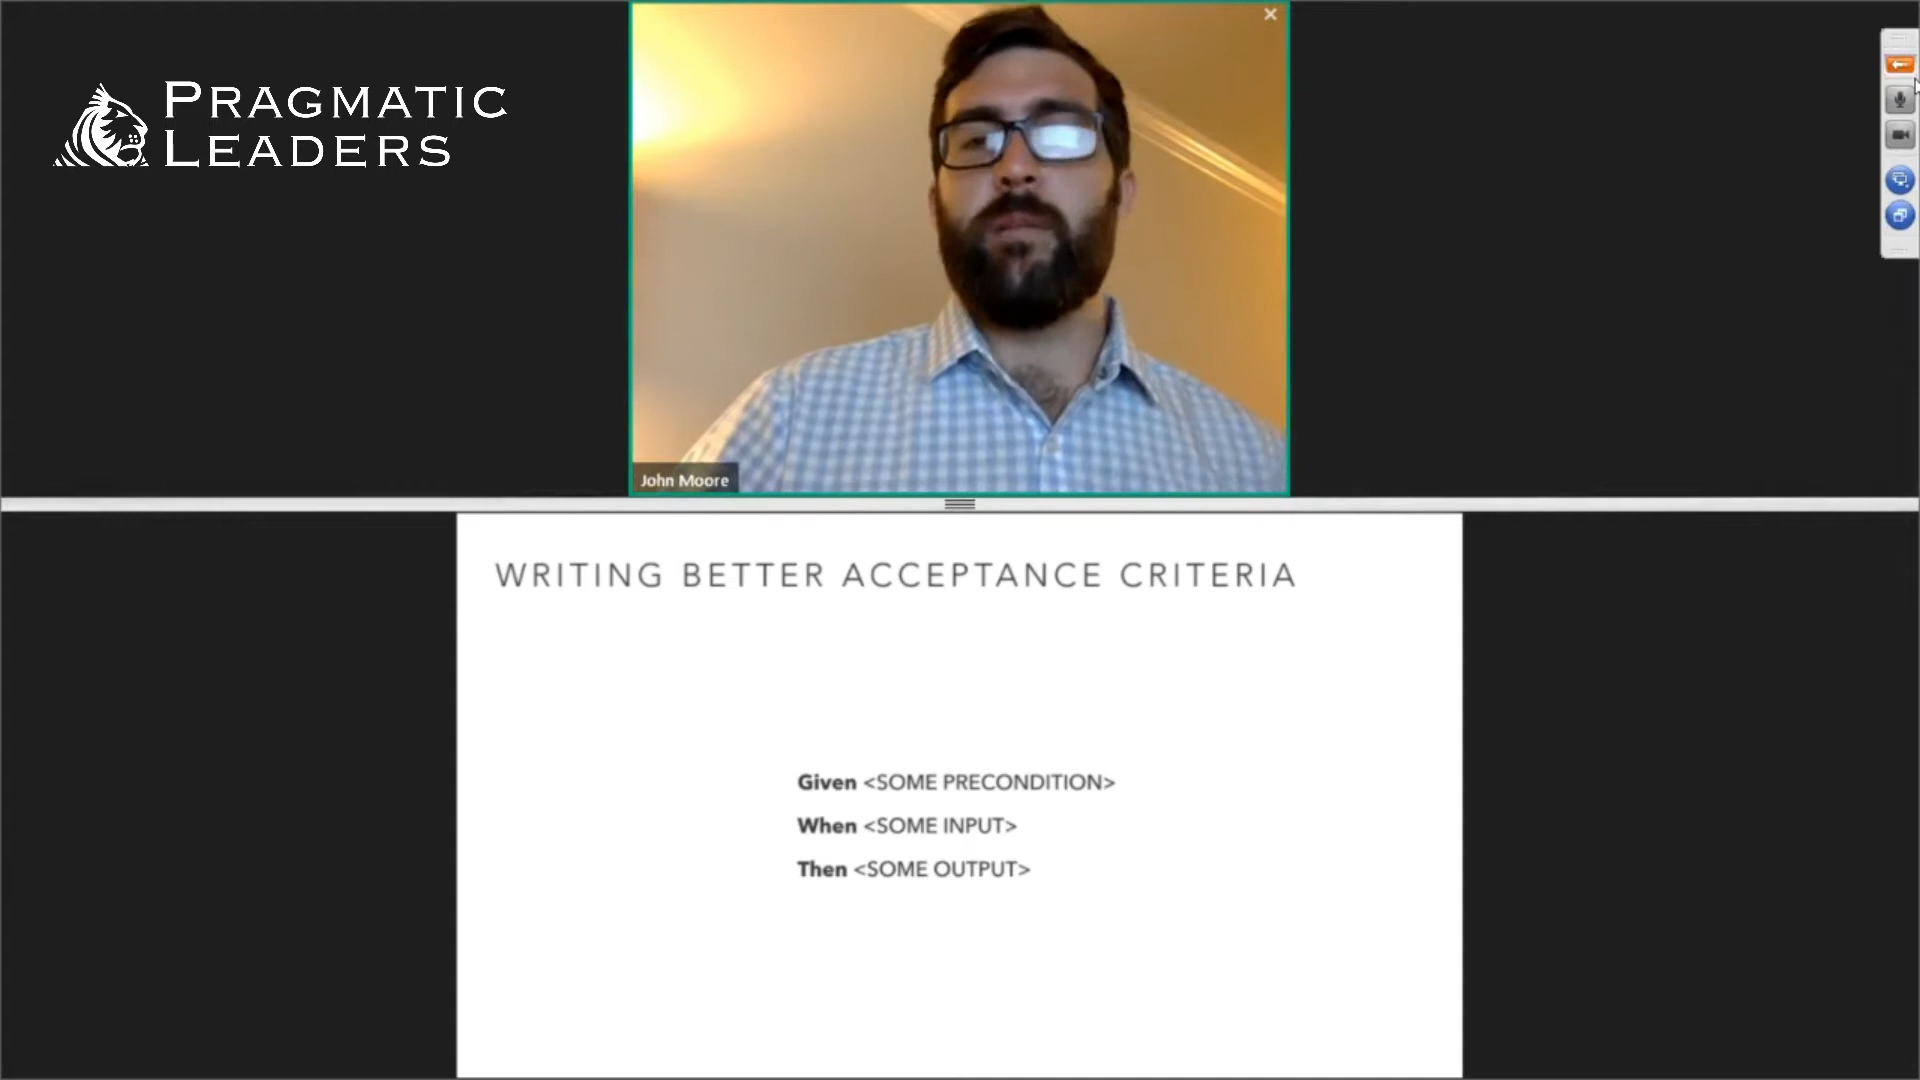 PRAGMATIC
LEADERS
John Moore
WRITING BETTER ACCEPTANCE CRITERIA
Given <SOME PRECONDITION>
When <SOME INPUT>
Then <SOME OUTPUT>